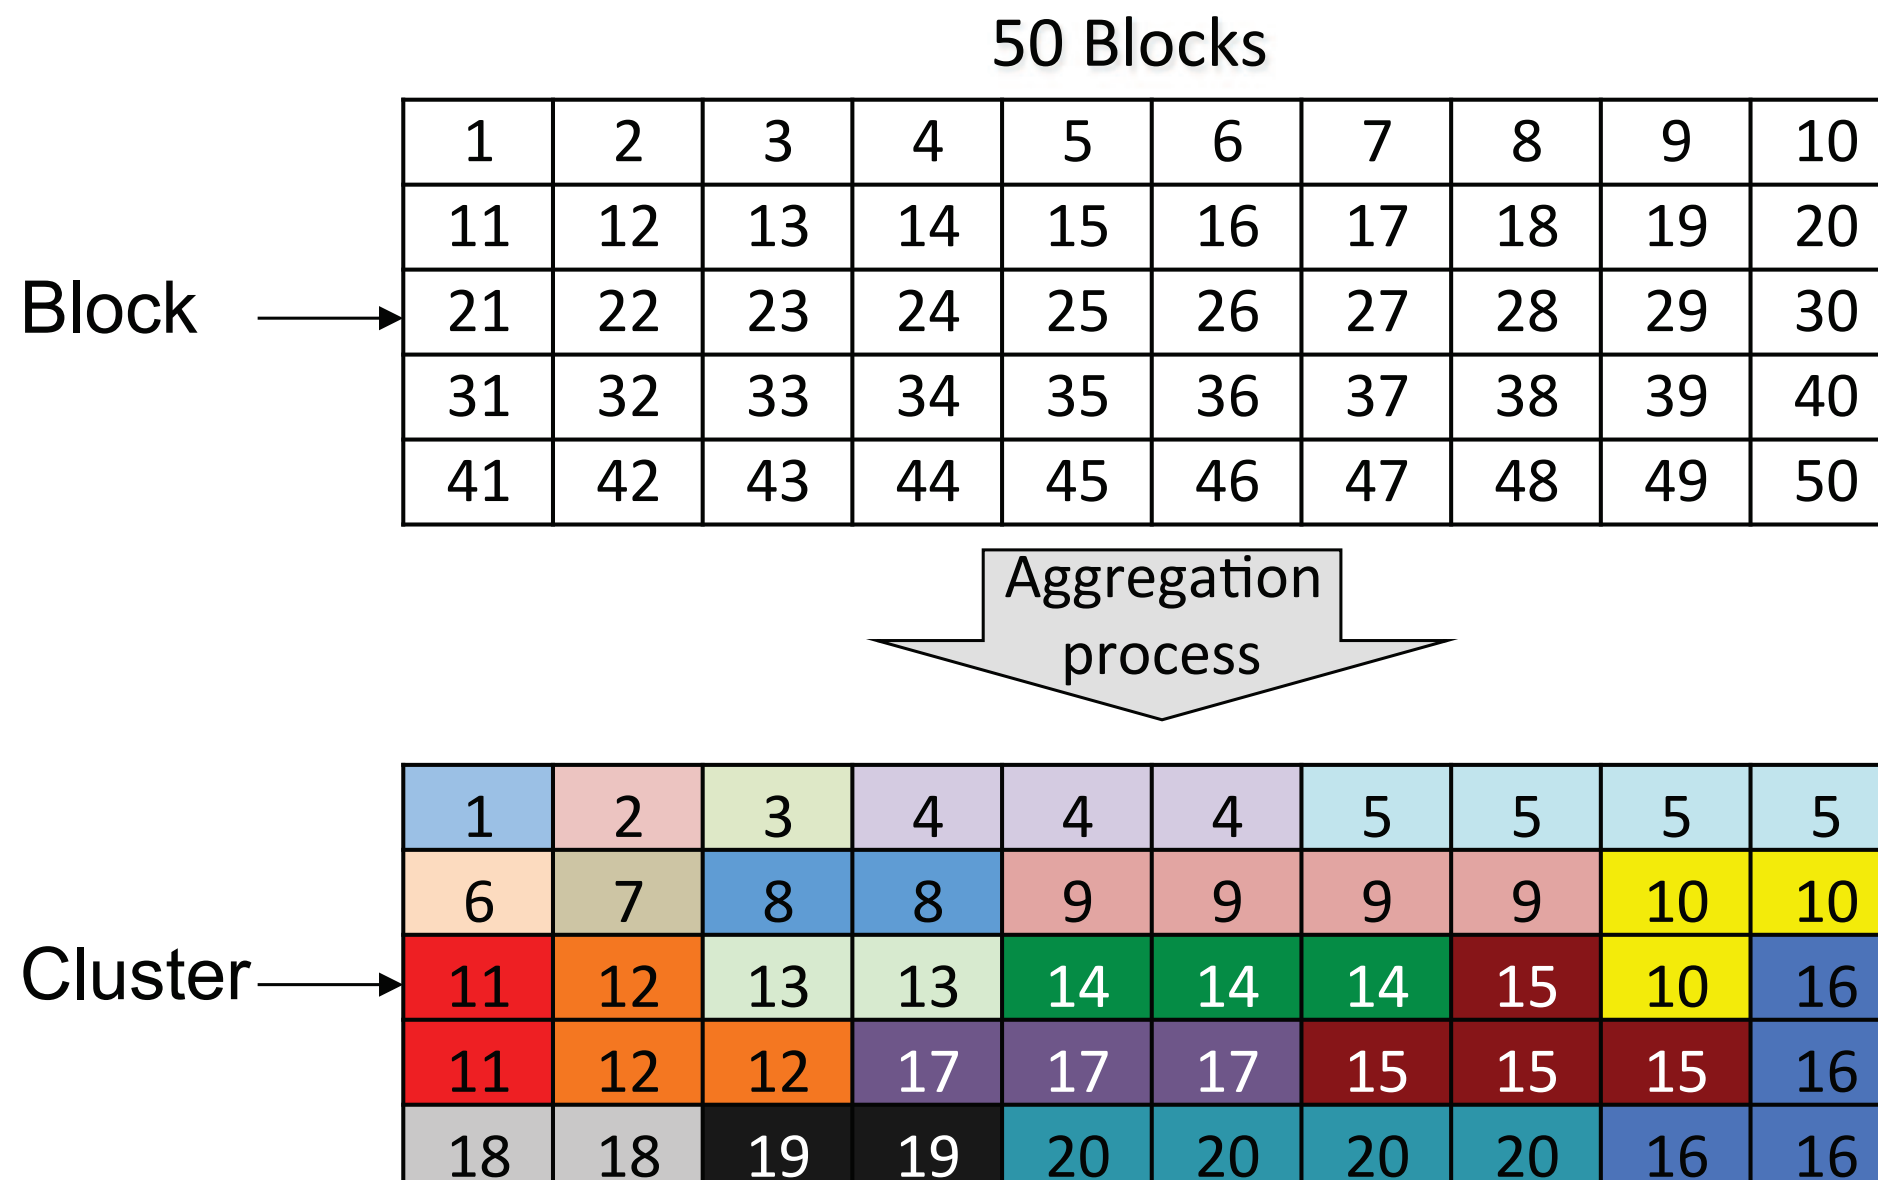 50 Blocks
1 2 3 4 5 6 7 8 9 10
11 12 13 14 15 16 17 18 19 20
Block 21 22 23 24 25 26 27 28 29 30
31 32 33 34 35 36 37 38 39 40
41 42 43 44 45 46 47 48 49 50
Aggregation
process
1 2 3 4 4 4 5 5 5 5
6 7 8 8 9 9 9 9 10 10
Cluster 11 12 13 13 14 14 14 15 10 16
11 12 12 17 17 17 15 15 15 16
18 18 19 19 20 20 20 20 16 16